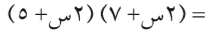 = (٢س + ٧) (٢س + ٥)